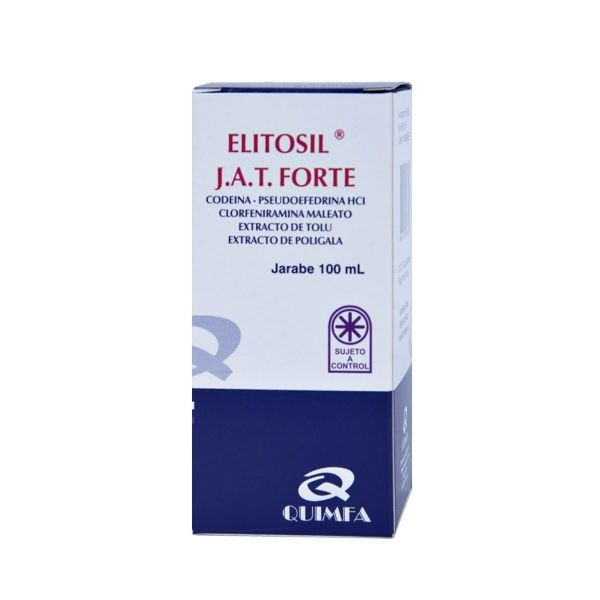 ELITOSIL ®
J.A.T. FORTE
CODEINA - PSEUDOEFEDRINA HCl
CLORFENIRAMINA MALEATO
EXTRACTO DE TOLU
EXTRACTO DE POLIGALA
Jarabe 100 mL
SUJETO
A
CONTROL
QUIMFA